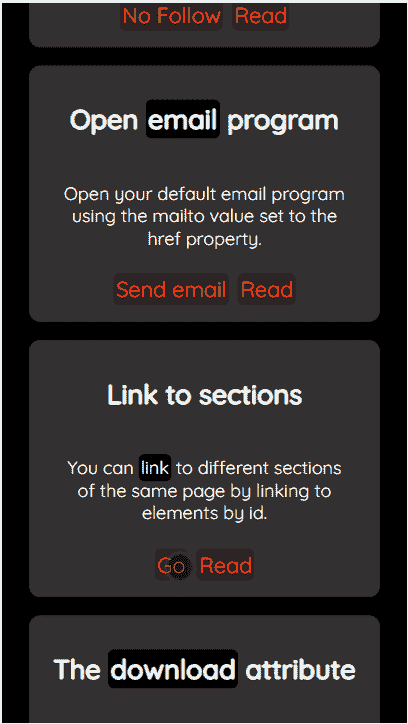 No Follow Read
Open email program
Open your default email program
using the mailto value set to the
href property.
Send email Read
Link to sections
You can link to different sections
of the same page by linking to
elements by id.
Go Read
The download attribute